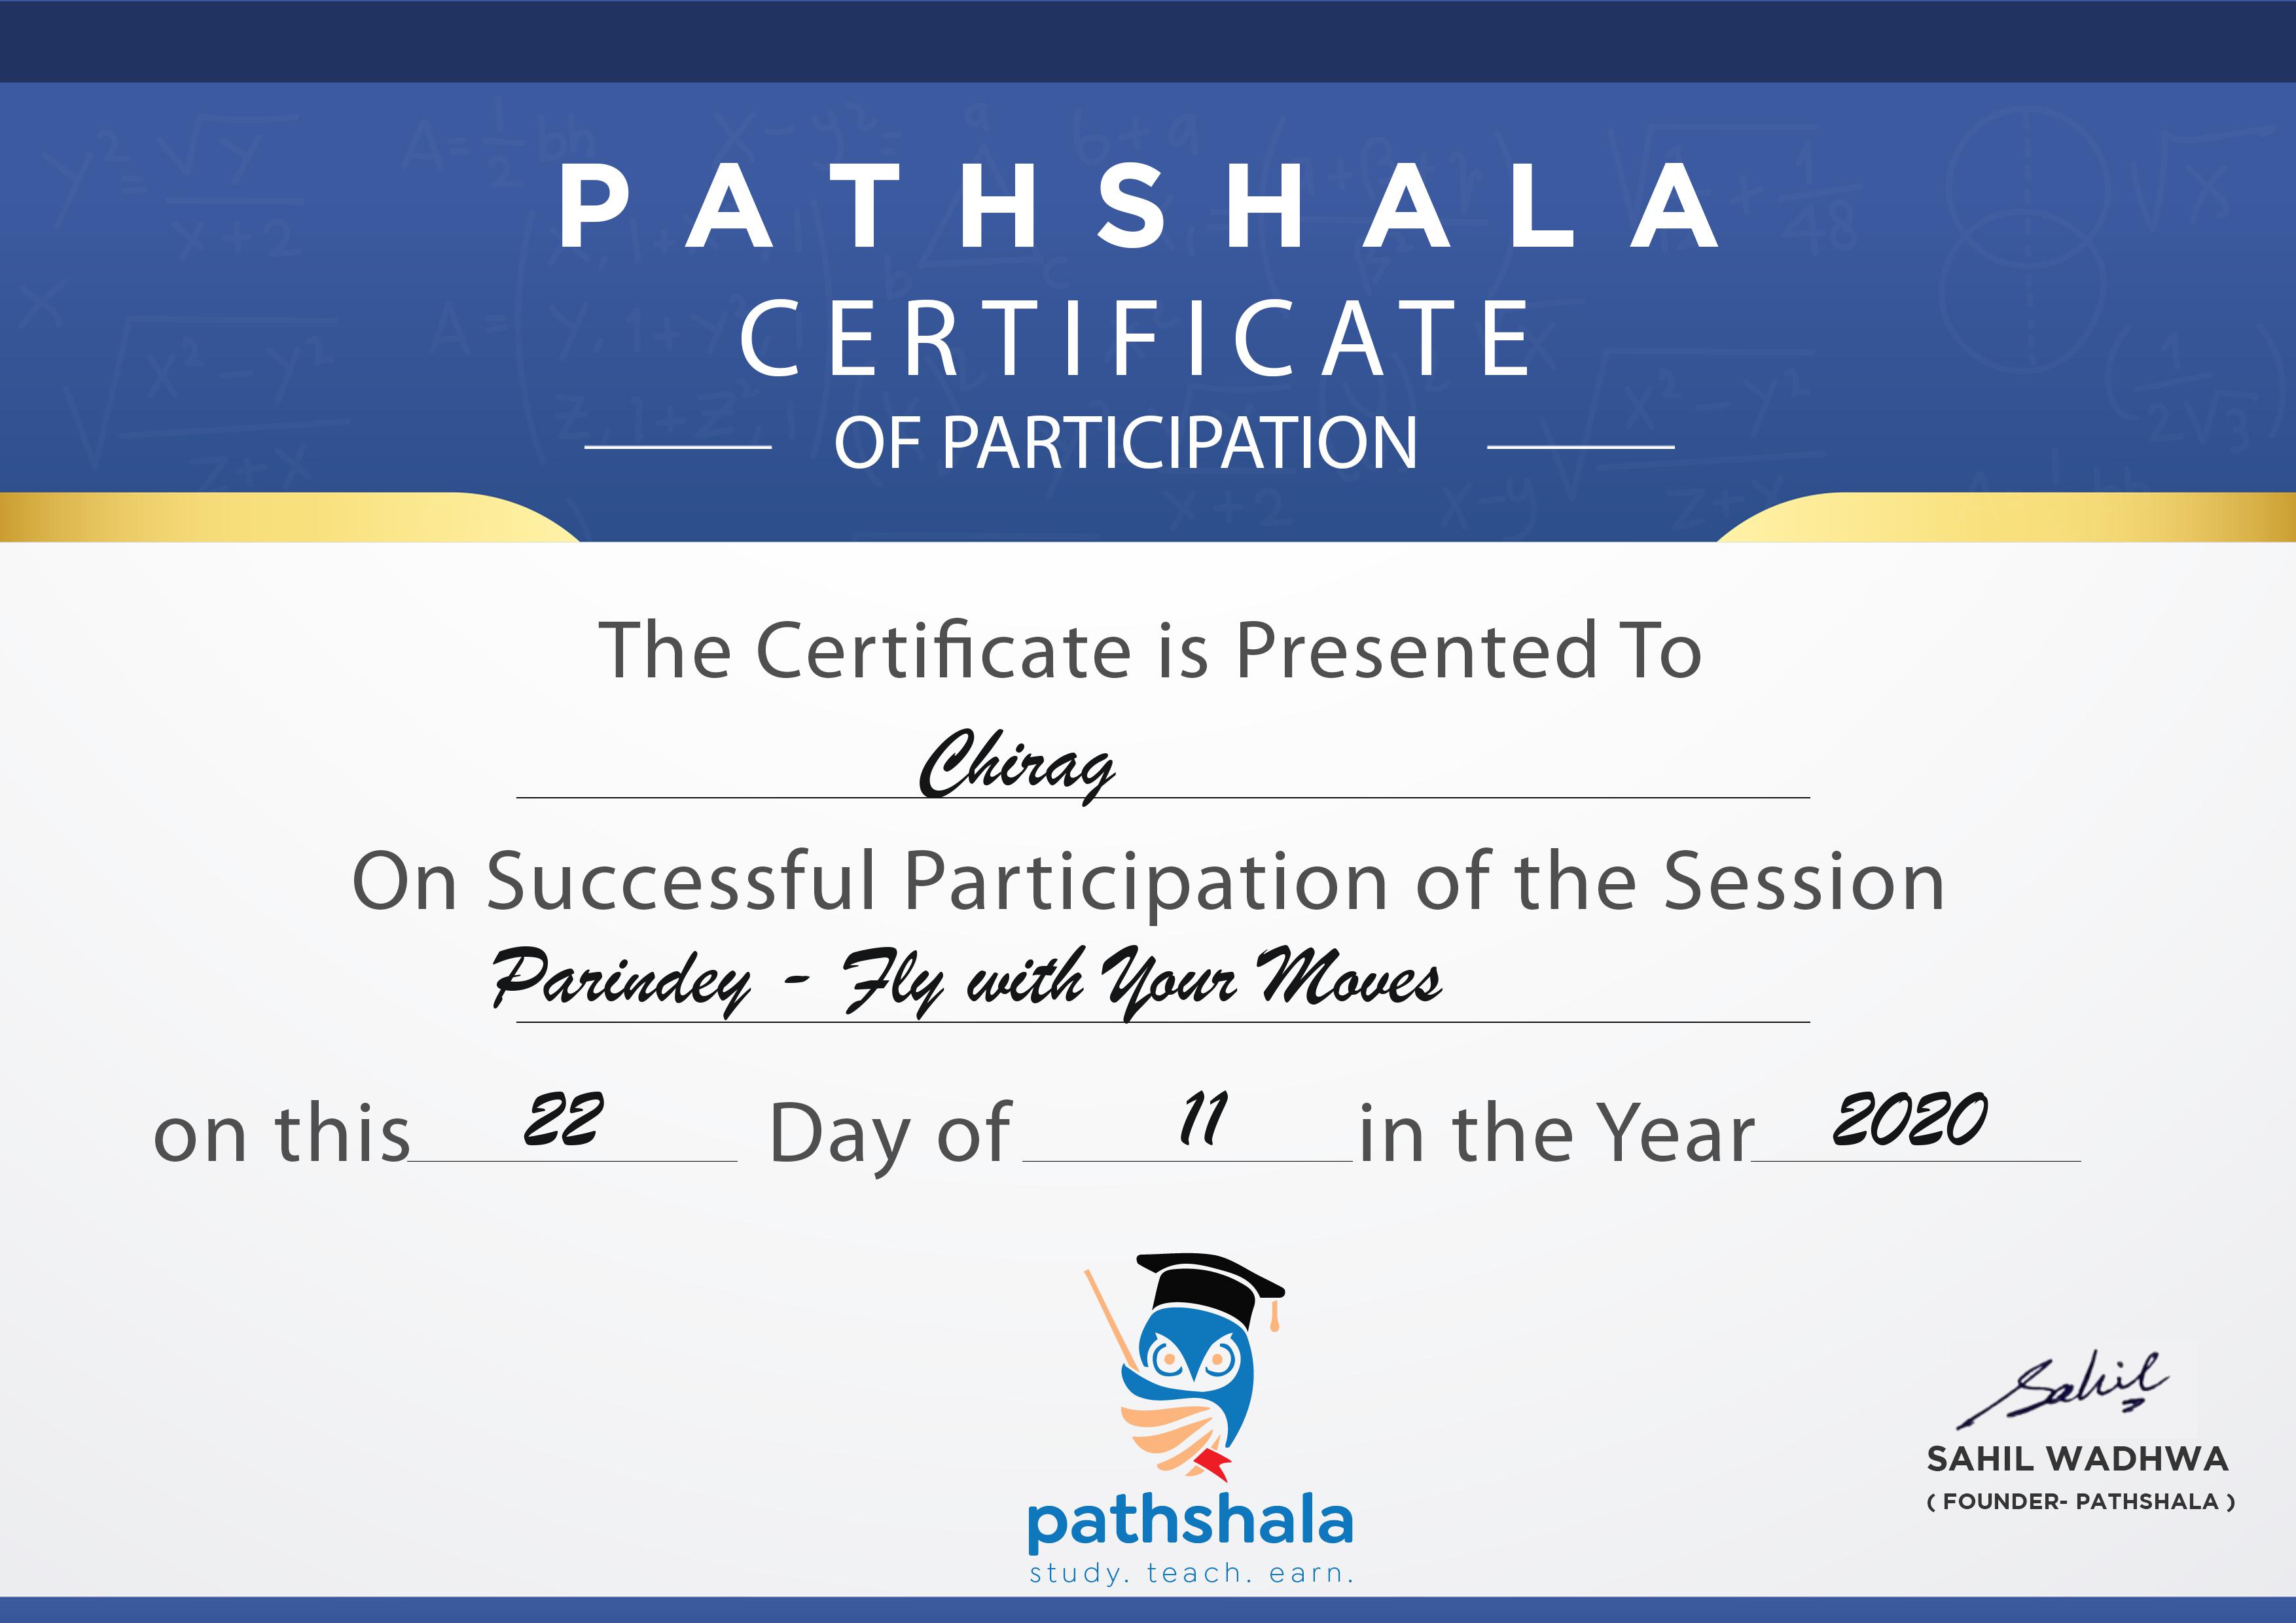 PATHSHALA
CERTIFICATE
OF PARTICIPATION
The Certificate is Presented To
Chirag
On Successful Participation of the Session
Parindey - Fly with Your Moves
on this 22 Day of 11 in the Year 2020
Sahil
SAHIL WADHWA
( FOUNDER- PATHSHALA )
pathshala
study. teach. earn.